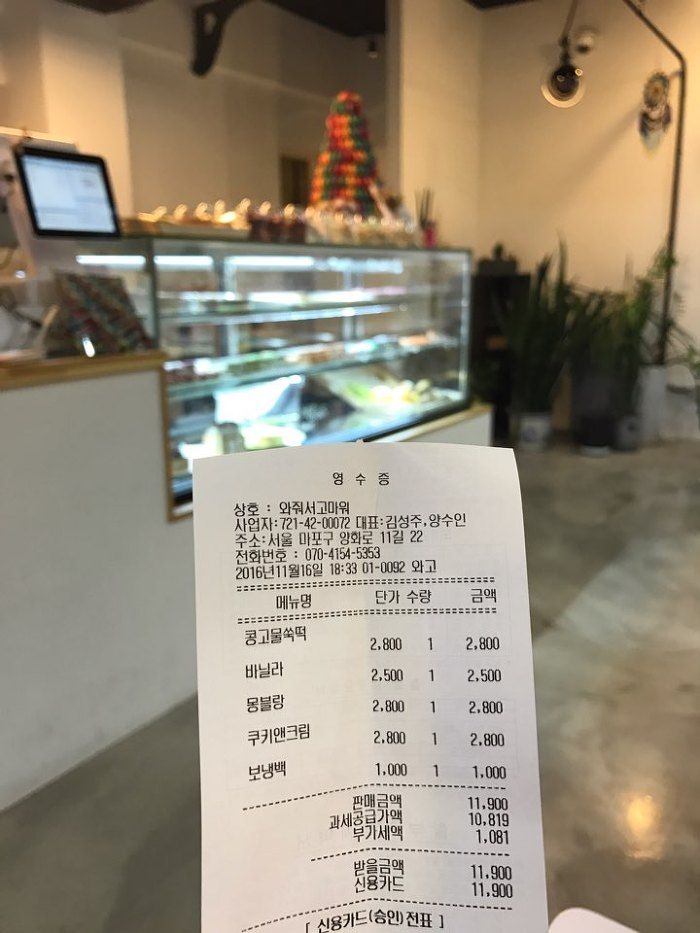 영 수 증
상호 : 와줘서고마워
사업자:721-42-00072 대표:김성주,양수인
주소:서울 마포구 양화로 11길 22
전화번호 : 070-4154-5353
2016년11월16일 18:33 01-0092 와고
메뉴명 단가 수량 금액
콩고물쑥떡
2,800 1 2,800
바닐라
2,500 1 2,500
몽블랑
2,800 1 2,800
쿠키앤크림
2,800 1 2,800
보냉백
1,000 1 1,000
판매금액 11,900
과세공급가액 10,819
부가세액 1,081
받을금액 11,900
신용카드 11,900
[ 신용카드(승인)전표 ]